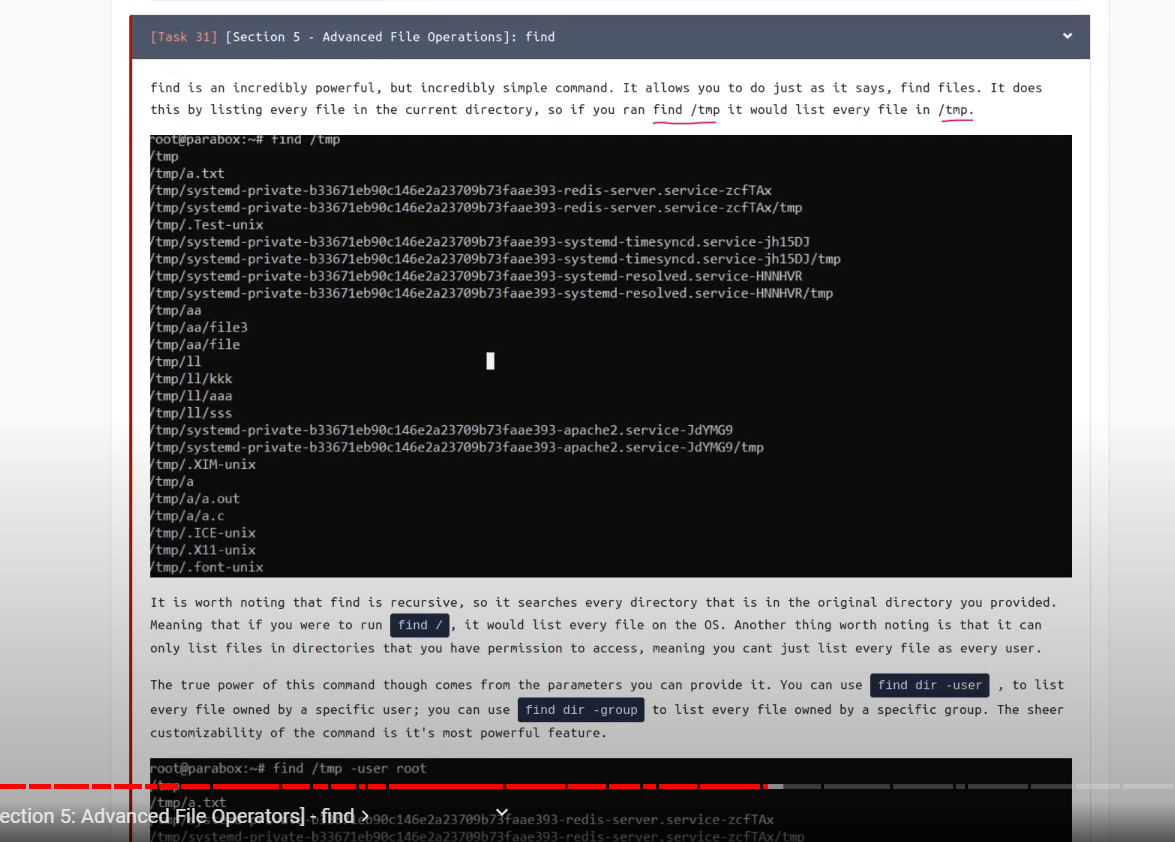 [Task 31] [Section 5 - Advanced File Operations]: find
find is an incredibly powerful, but incredibly simple command. It allows you to do just as it says, find files. It does
this by listing every file in the current directory, so if you ran find /tmp it would list every file in /tmp.
root@parabox:~# find /tmp
/tmp
/tmp/a.txt
/tmp/systemd-private-b33671eb90c146e2a23709b73faae393-redis-server.service-zcfTAx
/tmp/systemd-private-b33671eb90c146e2a23709b73faae393-redis-server.service-zcfTAx/tmp
/tmp/.Test-unix
/tmp/systemd-private-b33671eb90c146e2a23709b73faae393-systemd-timesyncd.service-jh15DJ
/tmp/systemd-private-b33671eb90c146e2a23709b73faae393-systemd-timesyncd.service-jh15DJ/tmp
/tmp/systemd-private-b33671eb90c146e2a23709b73faae393-systemd-resolved.service-HNNHVR
/tmp/systemd-private-b33671eb90c146e2a23709b73faae393-systemd-resolved.service-HNNHVR/tmp
/tmp/aa
/tmp/aa/file3
/tmp/aa/file
/tmp/ll
/tmp/ll/kkk
/tmp/ll/aaa
/tmp/ll/sss
/tmp/systemd-private-b33671eb90c146e2a23709b73faae393-apache2.service-JdYMG9
/tmp/systemd-private-b33671eb90c146e2a23709b73faae393-apache2.service-JdYMG9/tmp
/tmp/.XIM-unix
/tmp/a
/tmp/a/a.out
/tmp/a/a.c
/tmp/.ICE-unix
/tmp/.X11-unix
/tmp/.font-unix
It is worth noting that find is recursive, so it searches every directory that is in the original directory you provided.
Meaning that if you were to run find /, it would list every file on the OS. Another thing worth noting is that it can
only list files in directories that you have permission to access, meaning you cant just list every file as every user.
The true power of this command though comes from the parameters you can provide it. You can use find dir -user , to list
every file owned by a specific user; you can use find dir -group to list every file owned by a specific group. The sheer
customizability of the command is it's most powerful feature.
root@parabox:~# find /tmp -user root
/tmp
/tmp/a.txt
ection 5: Advanced File Operators] - find
/tmp/systemd-private-b33671eb90c146e2a23709b73faae393-redis-server.service-zcfTAx
/tmp/systemd-private-b33671eb90c146e2a23709b73faae393-redis-server.service-zcfTAx/tmp